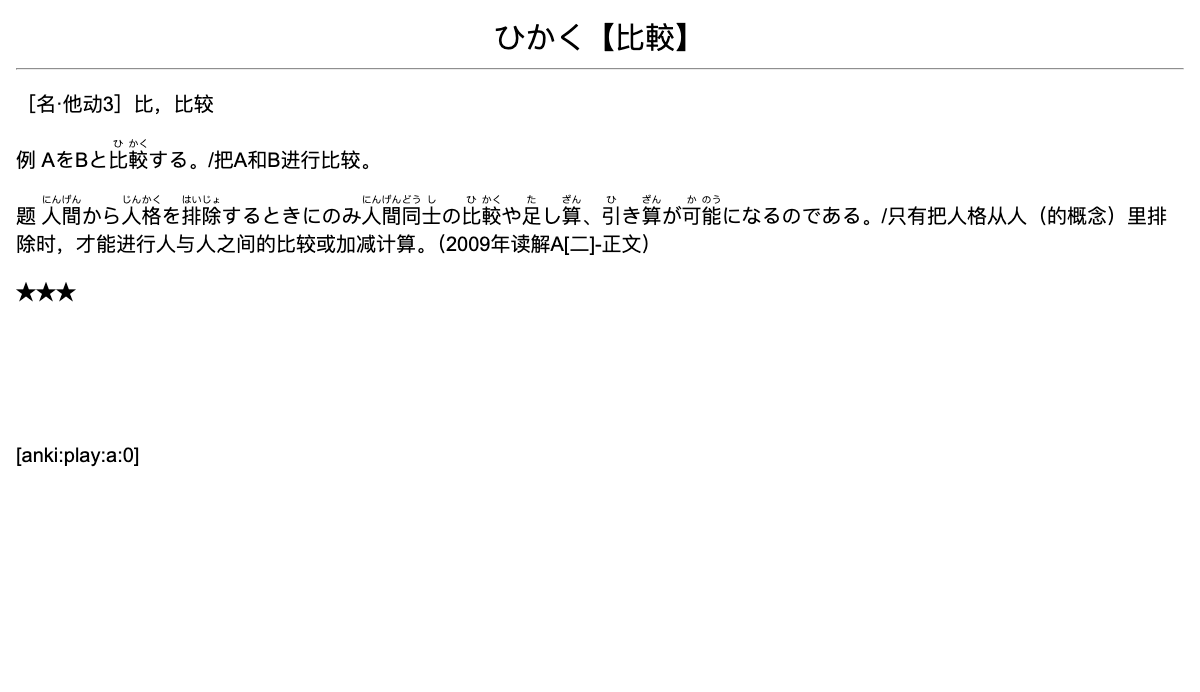 ひかく【比較】
［名·他动3］比，比较
ひ かく
例 AをBと比較する。/把A和B进行比较。
にんげん じんかく はいじょ にんげんどう し ひ かく た ざん ひ ざん か のう
题 人間から人格を排除するときにのみ人間同士の比較や足し算、引き算が可能になるのである。/只有把人格从人（的概念）里排
除时，才能进行人与人之间的比较或加减计算。（2009年读解A[二]-正文）
★★★
[anki:play:a:0]